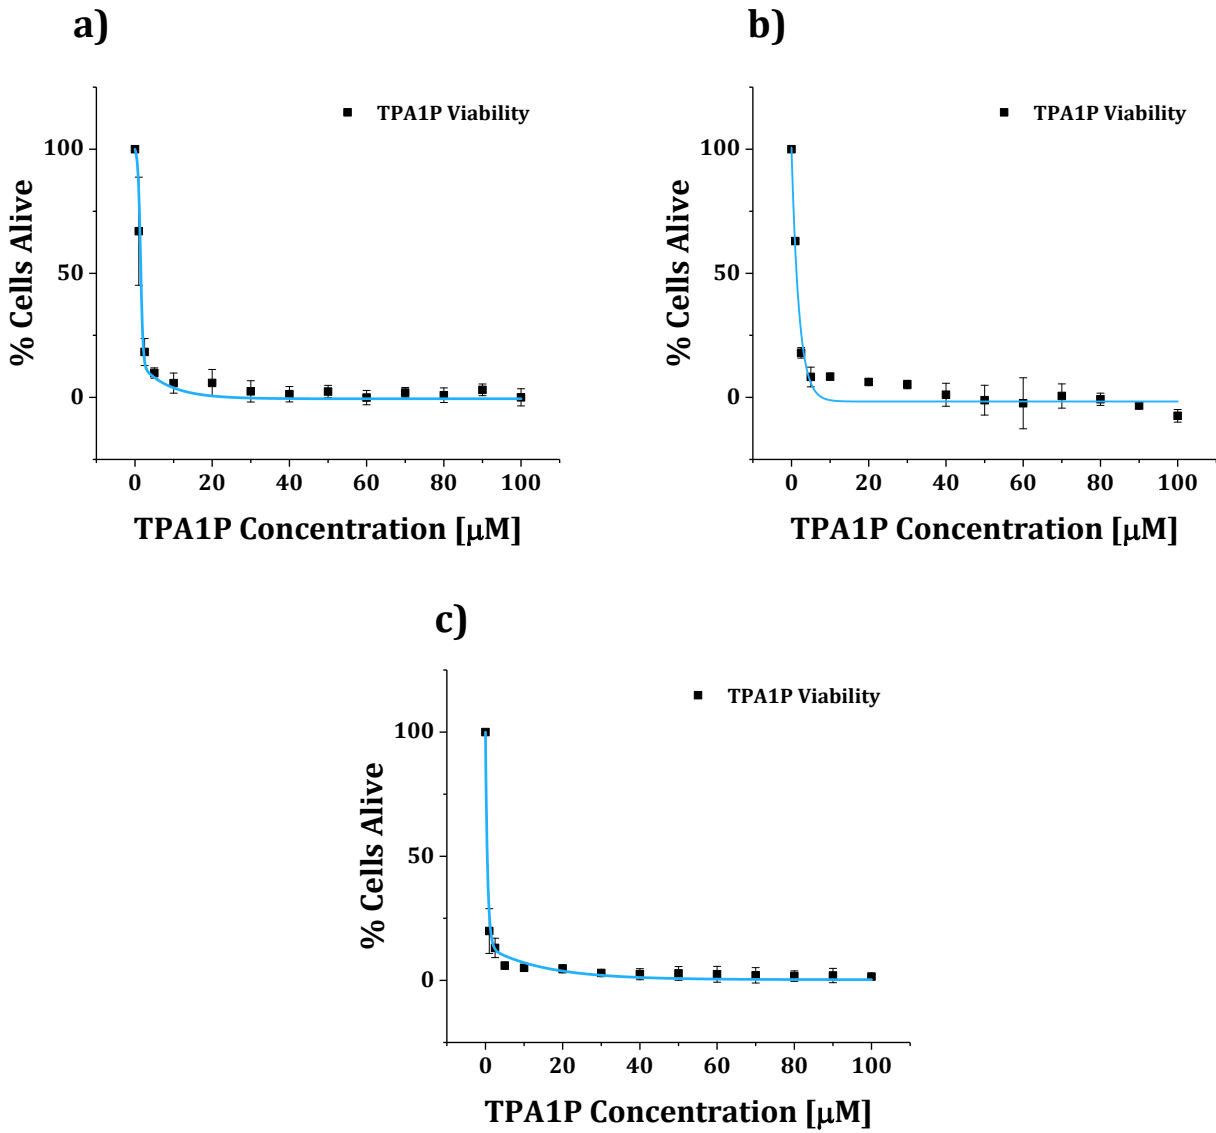 a)
TPA1P Viability
100
50
0
% Cells Alive
0 20 40 60 80 100
TPA1P Concentration [μM]
b)
TPA1P Viability
100
50
0
% Cells Alive
0 20 40 60 80 100
TPA1P Concentration [μM]
c)
TPA1P Viability
100
50
0
% Cells Alive
0 20 40 60 80 100
TPA1P Concentration [μM]